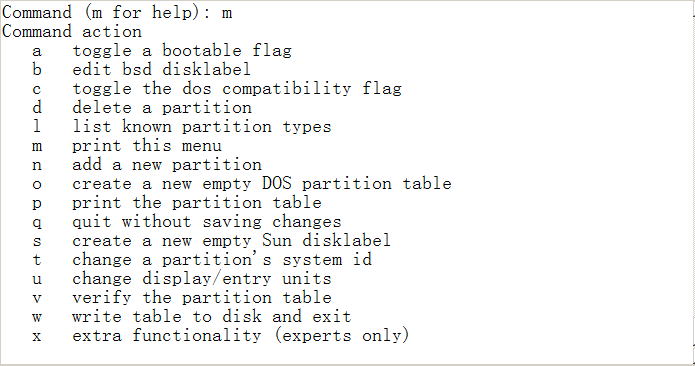 Command (m for help): m
Command action
a   toggle a bootable flag
b   edit bsd disklabel
c   toggle the dos compatibility flag
d   delete a partition
l   list known partition types
m   print this menu
n   add a new partition
o   create a new empty DOS partition table
p   print the partition table
q   quit without saving changes
s   create a new empty Sun disklabel
t   change a partition's system id
u   change display/entry units
v   verify the partition table
w   write table to disk and exit
x   extra functionality (experts only)